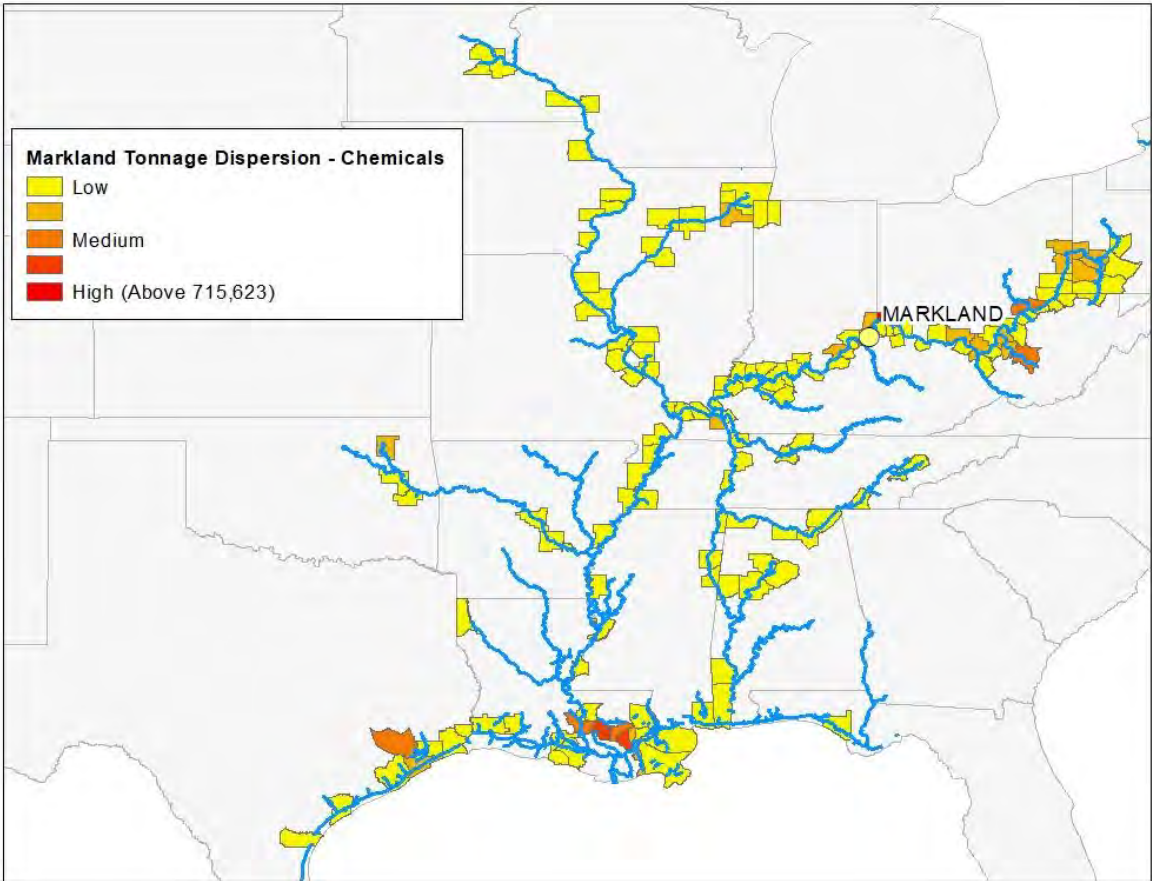 Markland Tonnage Dispersion - Chemicals
Low
Medium
High (Above 715,623)
MARKLAND